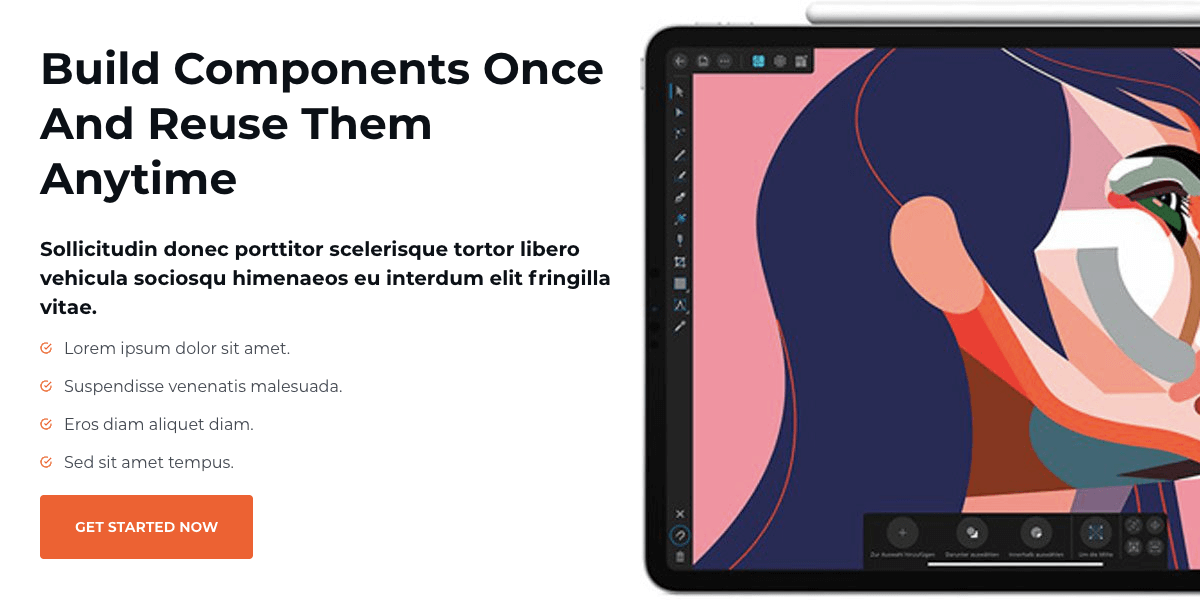 Build Components Once
And Reuse Them
Anytime
Sollicitudin donec porttitor scelerisque tortor libero
vehicula sociosqu himenaeos eu interdum elit fringilla
vitae.
Lorem ipsum dolor sit amet.
Suspendisse venenatis malesuada.
Eros diam aliquet diam.
Sed sit amet tempus.
GET STARTED NOW
Zur Auswahl hinzufügen Darunter auswählen Innerhalb auswählen Um die Mitte